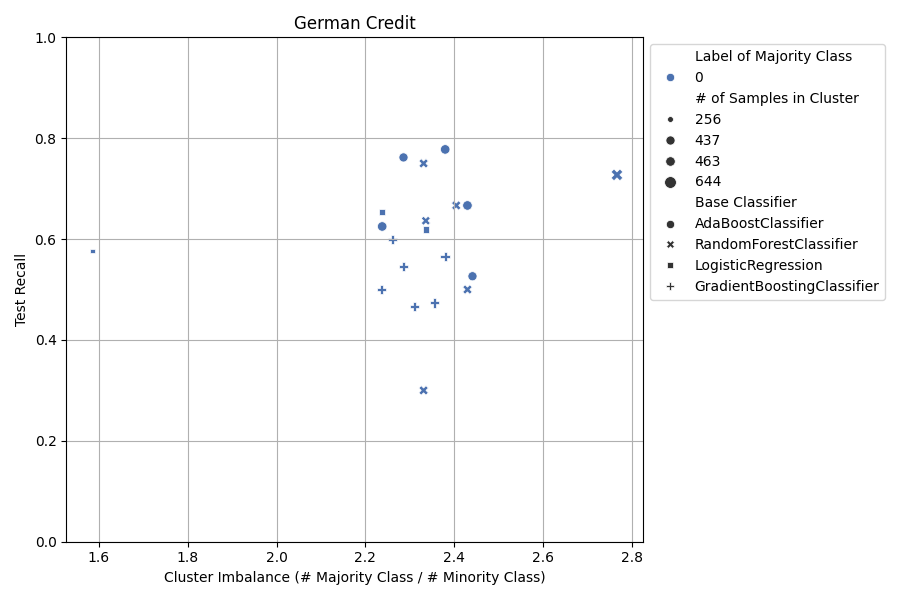 German Credit
1.0
0.8
0.6
0.4
0.2
0.0
Test Recall
1.6 1.8 2.0 2.2 2.4 2.6 2.8
Cluster Imbalance (# Majority Class / # Minority Class)
Label of Majority Class
0
# of Samples in Cluster
256
437
463
644
Base Classifier
AdaBoostClassifier
RandomForestClassifier
LogisticRegression
GradientBoostingClassifier